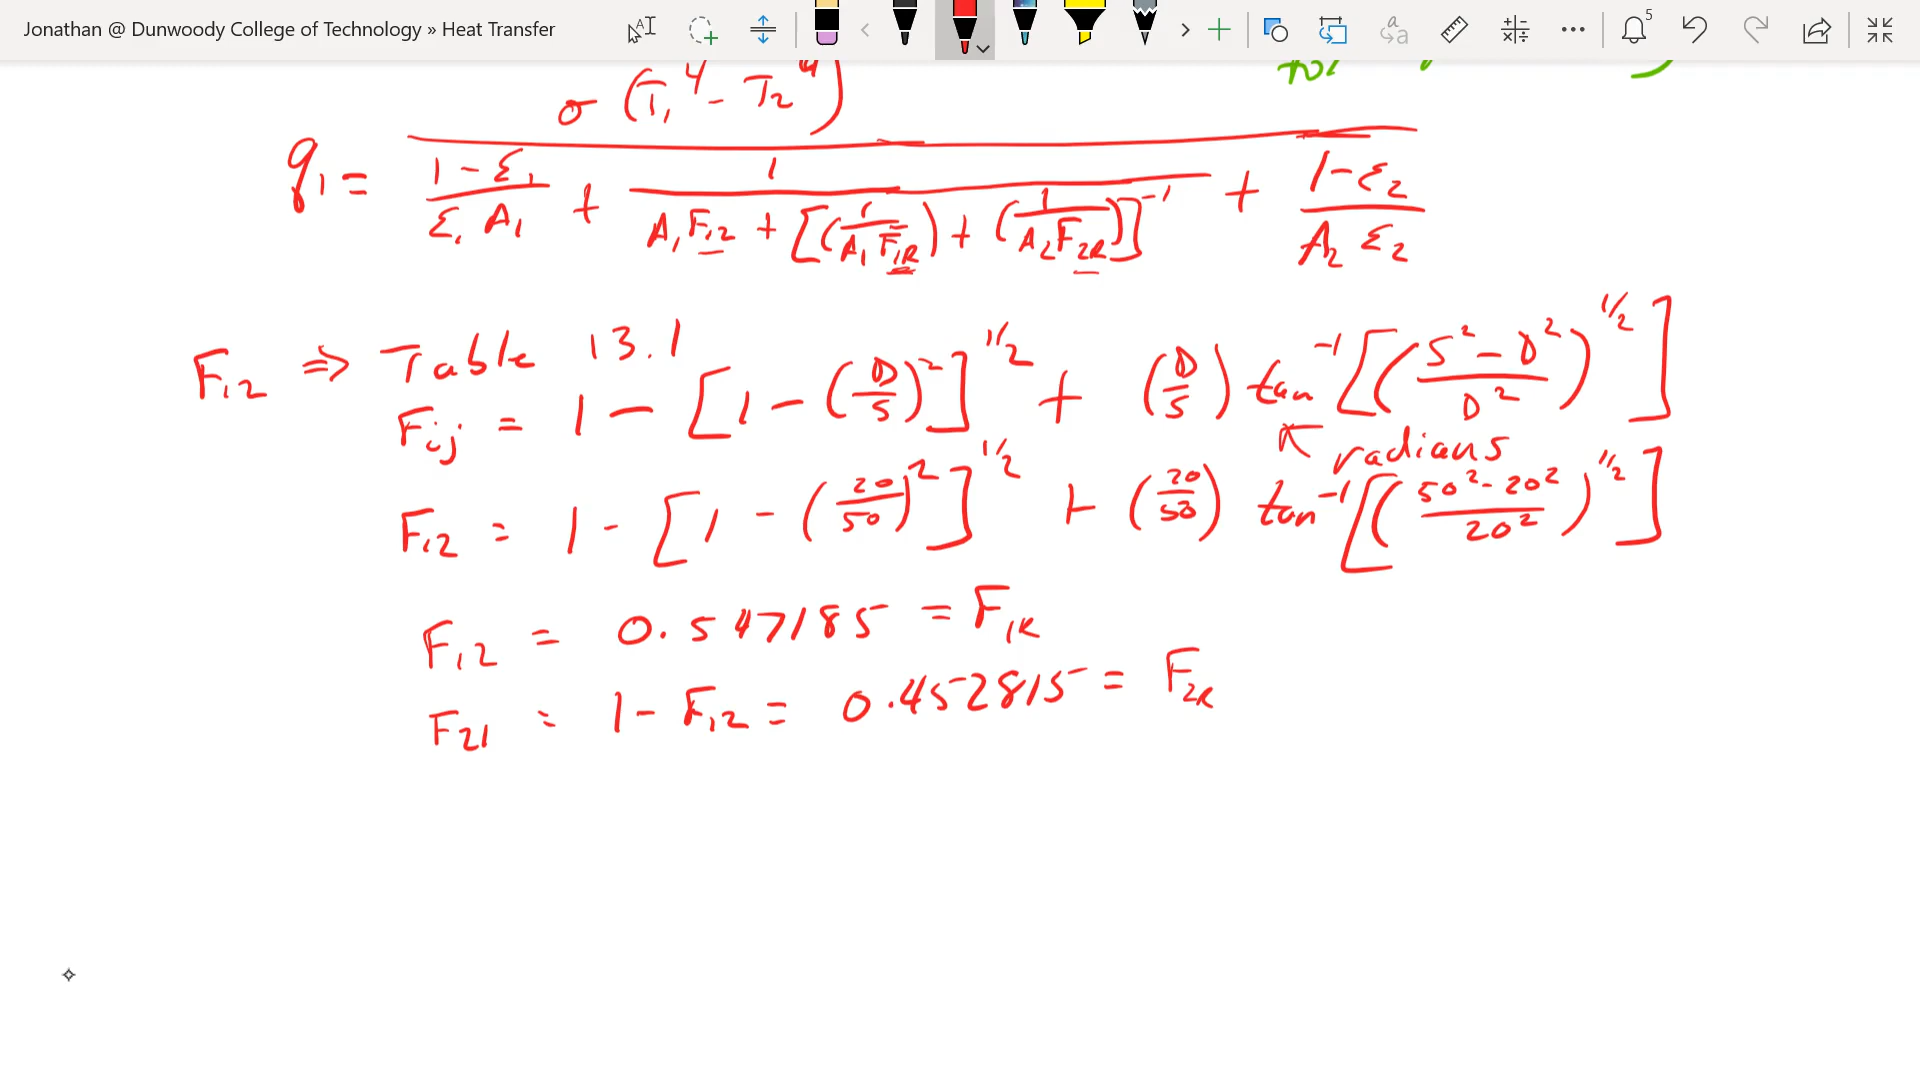 Jonathan @ Dunwoody College of Technology » Heat Transfer
5
for
σ (T₁⁴ - T₂⁴)
q₁ = / (1-ε₁)/(ε₁ A₁) + 1/(A₁F₁₂ + [(1/(A₁F₁R)) + (1/(A₂F₂R))]⁻¹) + (1-ε₂)/(A₂ ε₂)
F₁₂ ⇒ Table 13.1
Fij = 1 - [1 - (D/S)²]^1/2 + (D/S) tan⁻¹[((S²-D²)/D²)^1/2]
↖ radians
F₁₂ = 1 - [1 - (20/50)²]^1/2 + (20/50) tan⁻¹[((50²-20²)/20²)^1/2]
F₁₂ = 0.547185 = F₁R
F₂₁ = 1 - F₁₂ = 0.452815 = F₂R